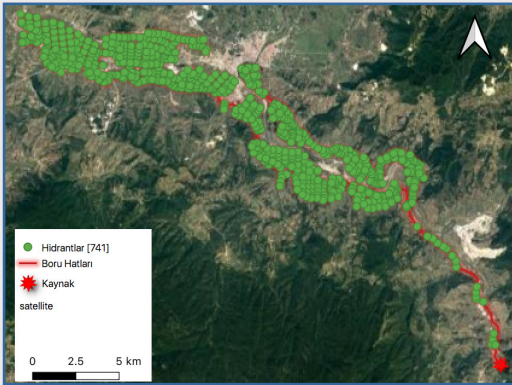 Hidrantlar [741]
Boru Hatları
Kaynak
satellite
0 2.5 5 km